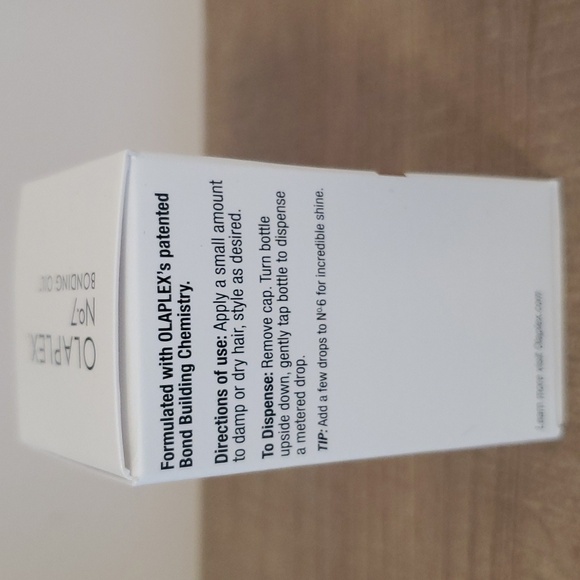 OLAPLEX
Nº7
BONDING OIL
Formulated with OLAPLEX's patented
Bond Building Chemistry.
Directions of use: Apply a small amount
to damp or dry hair, style as desired.
To Dispense: Remove cap. Turn bottle
upside down, gently tap bottle to dispense
a metered drop.
TIP: Add a few drops to Nº6 for incredible shine.
Learn more visit Olaplex.com